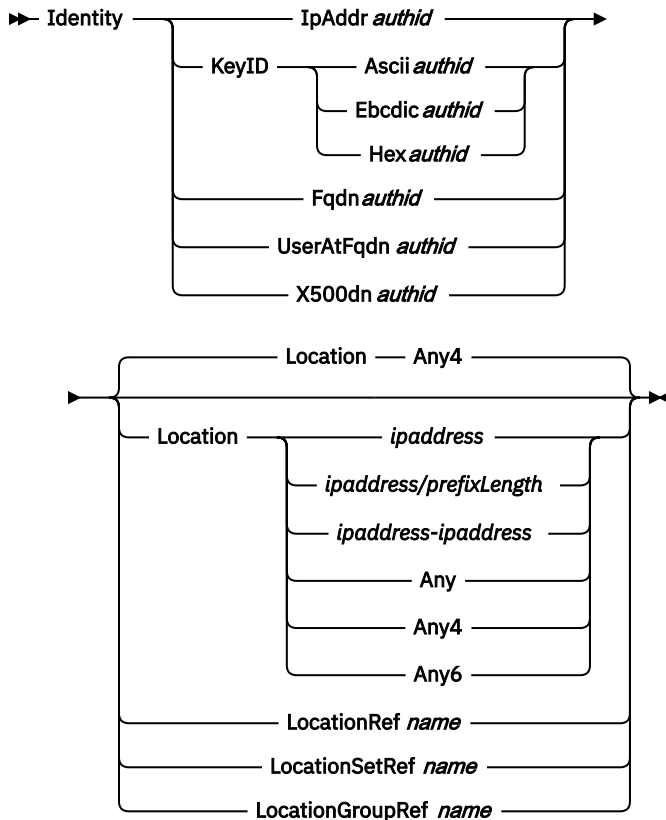 Identity IpAddr authid
KeyID Ascii authid
Ebcdic authid
Hex authid
Fqdn authid
UserAtFqdn authid
X500dn authid
Location Any4
Location ipaddress
ipaddress/prefixLength
ipaddress-ipaddress
Any
Any4
Any6
LocationRef name
LocationSetRef name
LocationGroupRef name